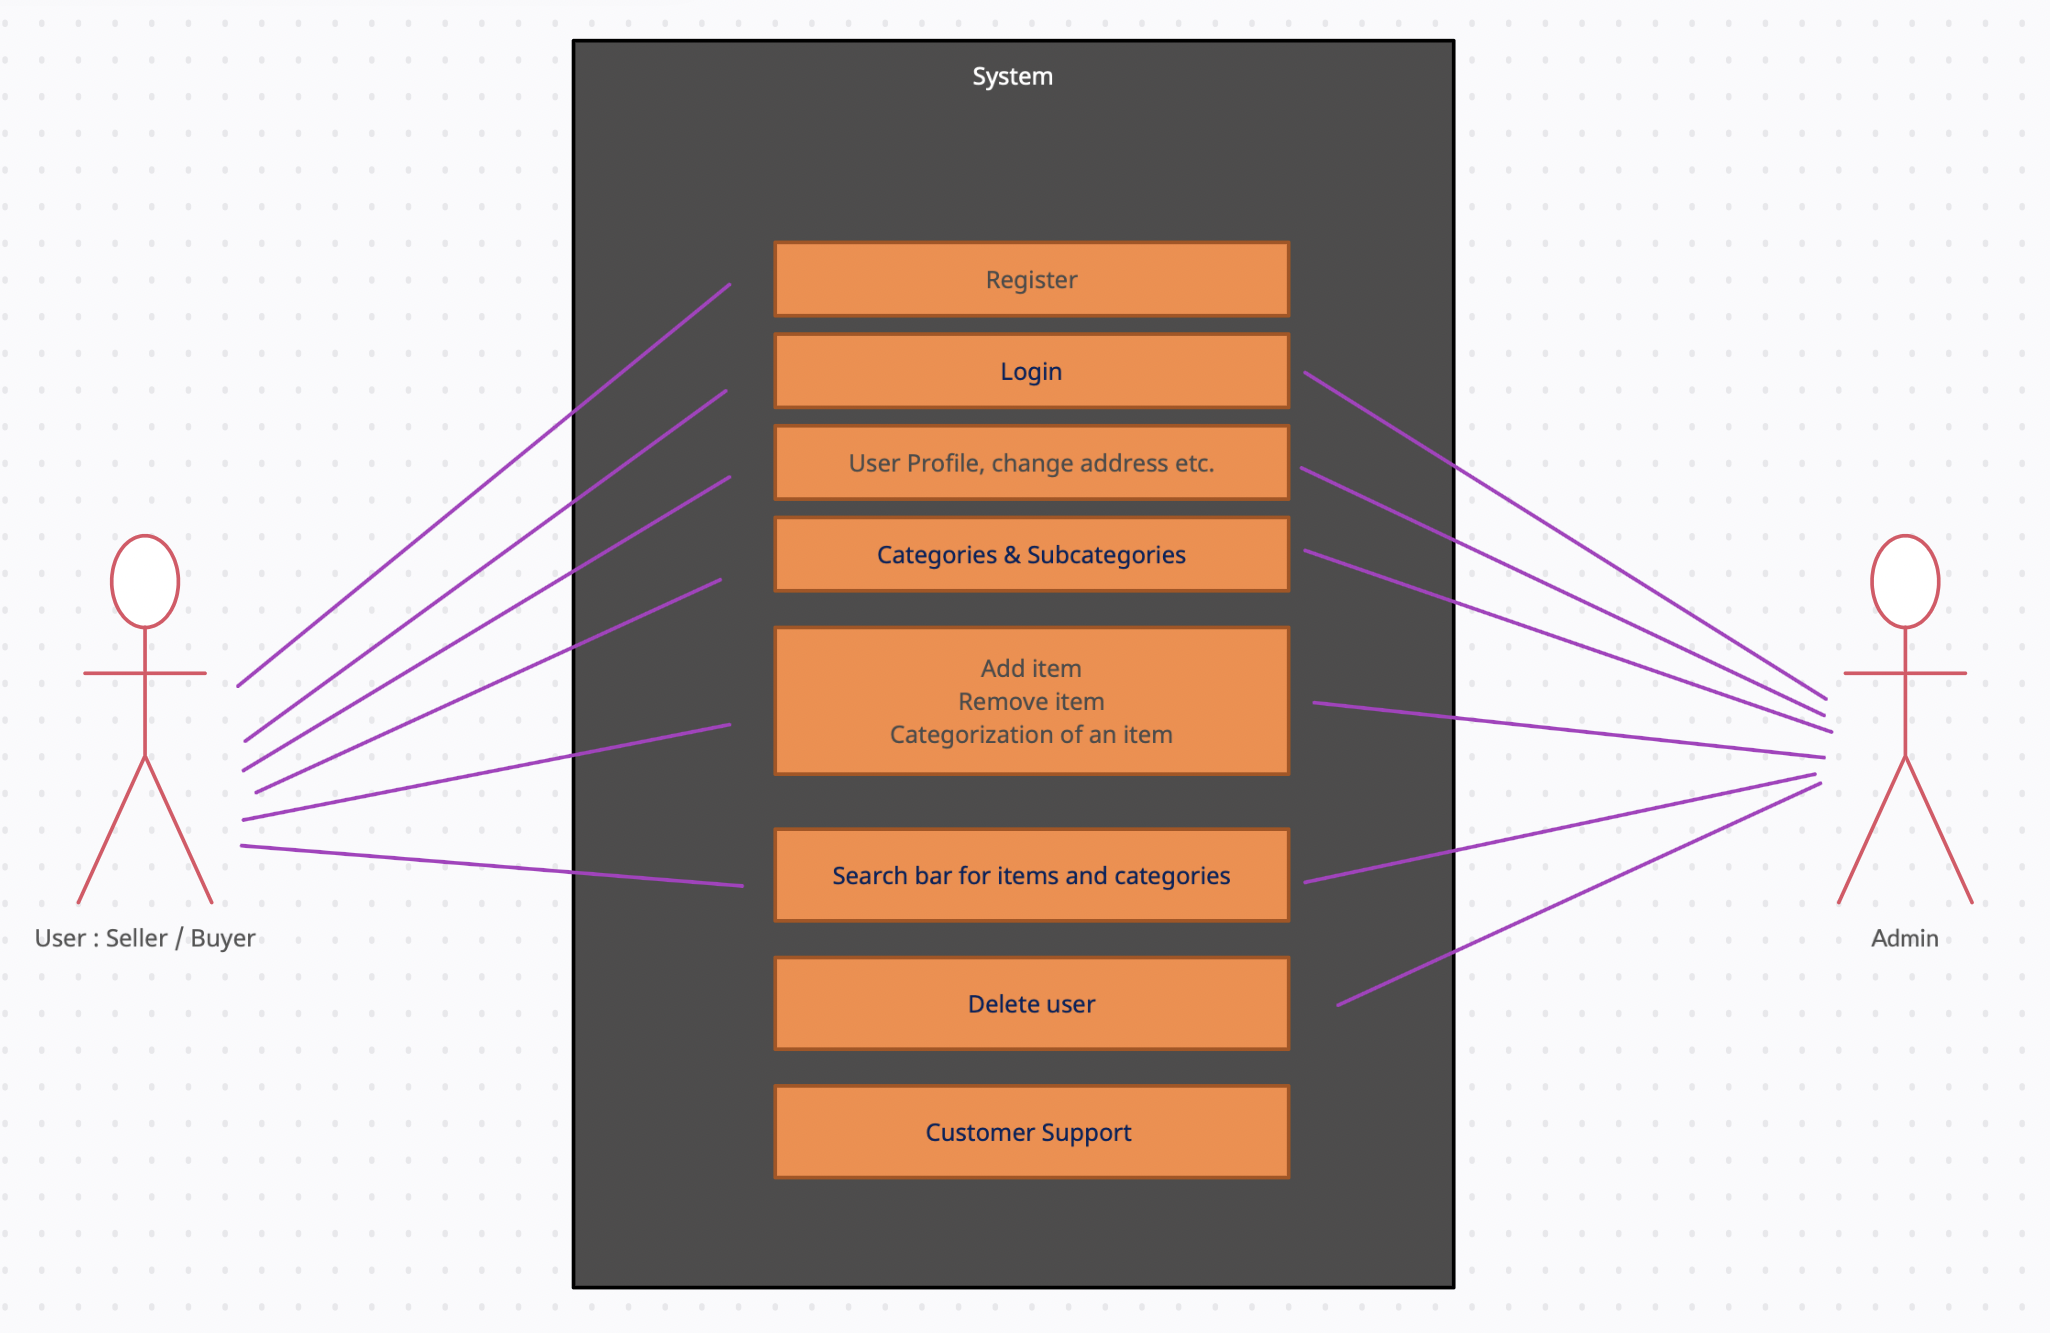 System
Register
Login
User Profile, change address etc.
Categories & Subcategories
Add item
Remove item
Categorization of an item
Search bar for items and categories
Delete user
Customer Support
User : Seller / Buyer
Admin